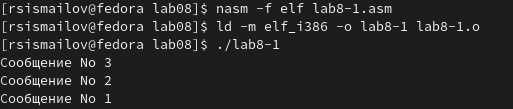 [rsismailov@fedora lab08]$ nasm -f elf lab8-1.asm
[rsismailov@fedora lab08]$ ld -m elf_i386 -o lab8-1 lab8-1.o
[rsismailov@fedora lab08]$ ./lab8-1
Сообщение No 3
Сообщение No 2
Сообщение No 1